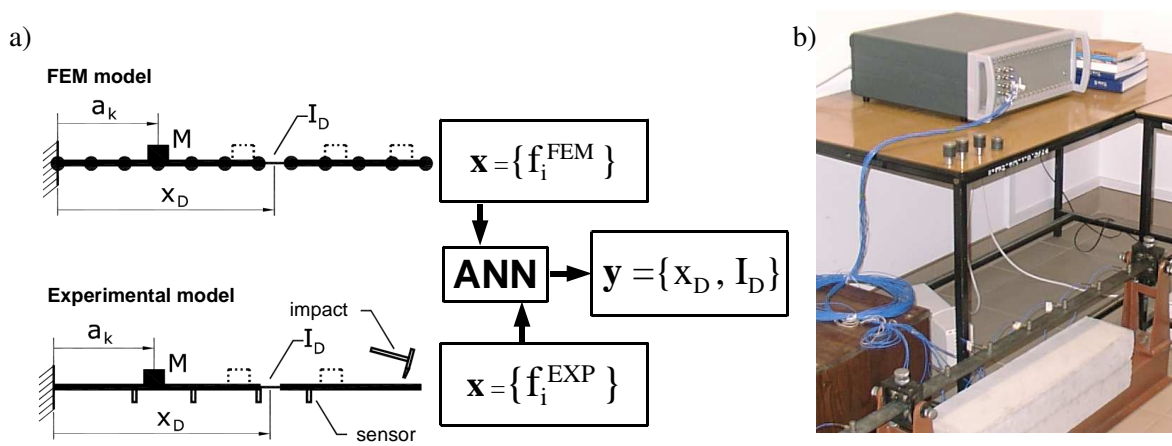 a)
FEM model
a_k
M
I_D
x_D
x = {f_i^FEM}
ANN
y = {x_D, I_D}
Experimental model
a_k
M
I_D
impact
x_D
sensor
x = {f_i^EXP}
b)